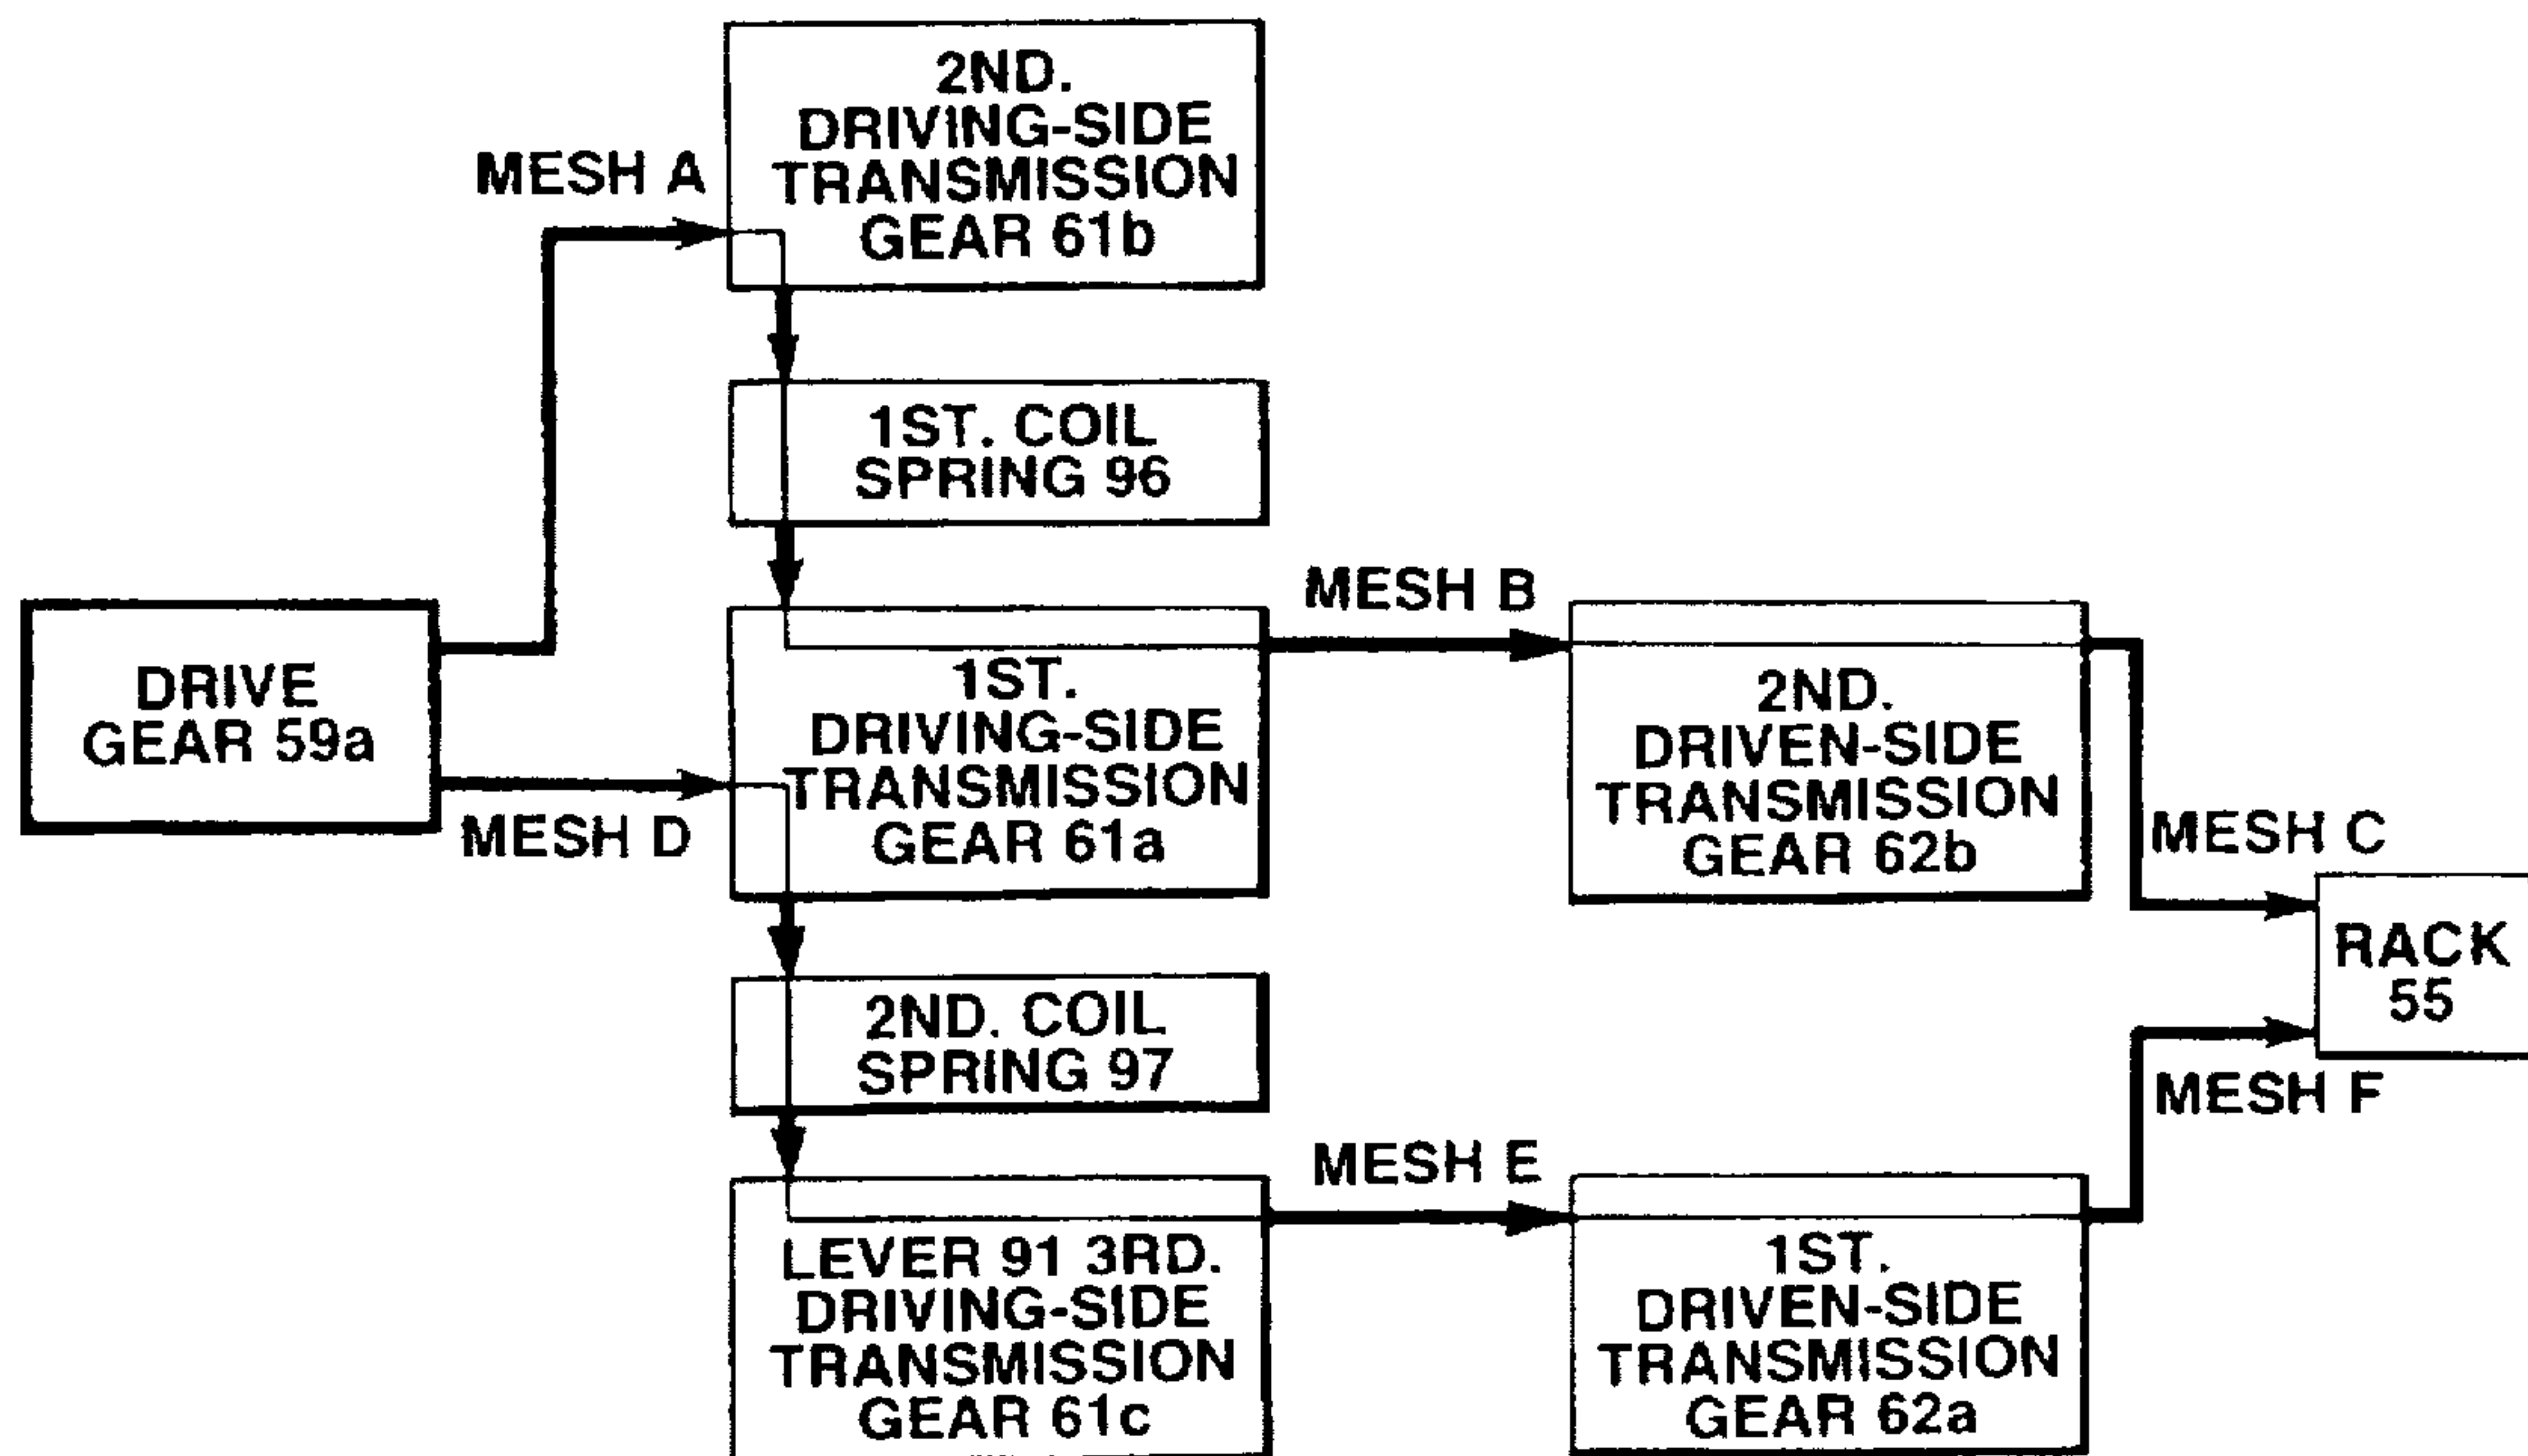 2ND.
DRIVING-SIDE
TRANSMISSION
GEAR 61b
MESH A
1ST. COIL
SPRING 96
MESH B
DRIVE
GEAR 59a
1ST.
DRIVING-SIDE
TRANSMISSION
GEAR 61a
2ND.
DRIVEN-SIDE
TRANSMISSION
GEAR 62b
MESH D
MESH C
RACK
55
2ND. COIL
SPRING 97
MESH F
MESH E
LEVER 91 3RD.
DRIVING-SIDE
TRANSMISSION
GEAR 61c
1ST.
DRIVEN-SIDE
TRANSMISSION
GEAR 62a